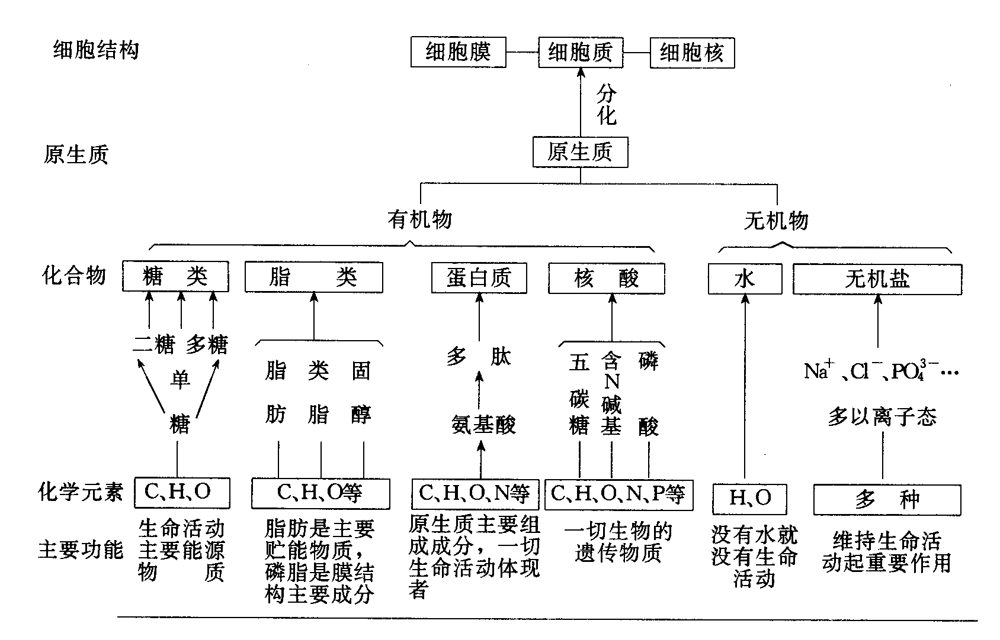 细胞结构
细胞膜
细胞质
细胞核
分化
原生质
原生质
有机物
无机物
化合物
糖类
脂类
蛋白质
核酸
水
无机盐
二糖
多糖
单糖
脂肪
类脂
固醇
多肽
氨基酸
五碳糖
含N碱基
磷酸
Na⁺、Cl⁻、PO₄³⁻…
多以离子态
化学元素
C、H、O
C、H、O等
C、H、O、N等
C、H、O、N、P等
H、O
多种
主要功能
生命活动
主要能源
物质
脂肪是主要
贮能物质，
磷脂是膜结
构主要成分
原生质主要组
成成分，一切
生命活动体现
者
一切生物的
遗传物质
没有水就
没有生命
活动
维持生命活
动起重要作用